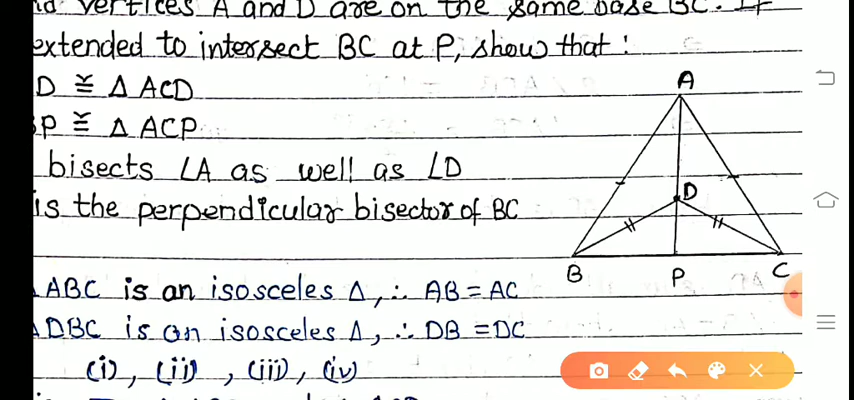 vertices A and D are on the same base BC. If
extended to intersect BC at P, show that :
D ≅ Δ ACD
P ≅ Δ ACP
bisects ∠A as well as ∠D
is the perpendicular bisector of BC
A
D
B
P
C
ABC is an isosceles Δ, ∴ AB = AC
DBC is an isosceles Δ, ∴ DB = DC
(i), (ii), (iii), (iv)